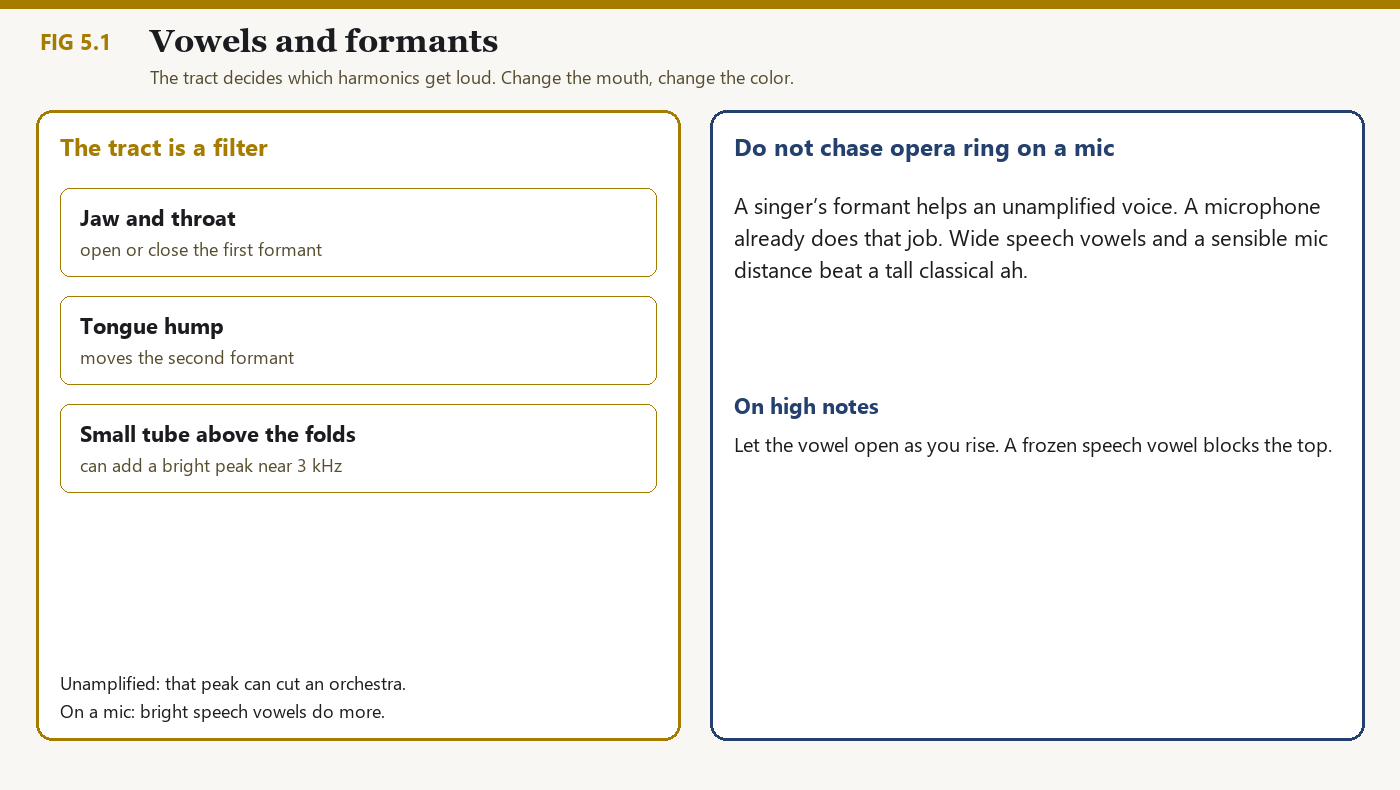 FIG 5.1
Vowels and formants
The tract decides which harmonics get loud. Change the mouth, change the color.
The tract is a filter
Jaw and throat
open or close the first formant
Tongue hump
moves the second formant
Small tube above the folds
can add a bright peak near 3 kHz
Unamplified: that peak can cut an orchestra.
On a mic: bright speech vowels do more.
Do not chase opera ring on a mic
A singer’s formant helps an unamplified voice. A microphone
already does that job. Wide speech vowels and a sensible mic
distance beat a tall classical ah.
On high notes
Let the vowel open as you rise. A frozen speech vowel blocks the top.